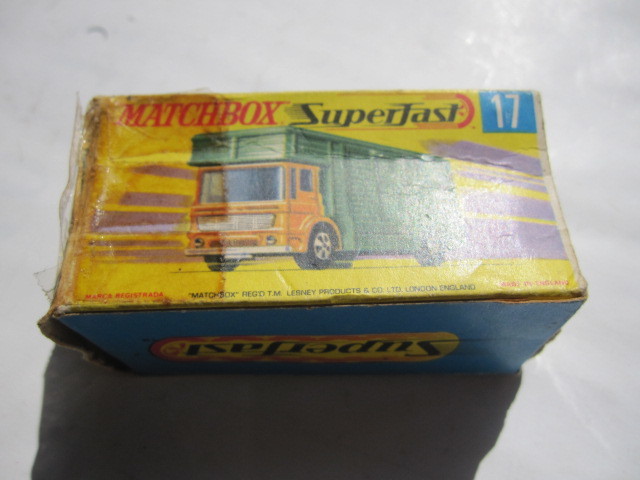 MATCHBOX Superfast 17
MARCA REGISTRADA "MATCHBOX" REG'D T.M. LESNEY PRODUCTS & CO. LTD. LONDON ENGLAND MADE IN ENGLAND
Superfast